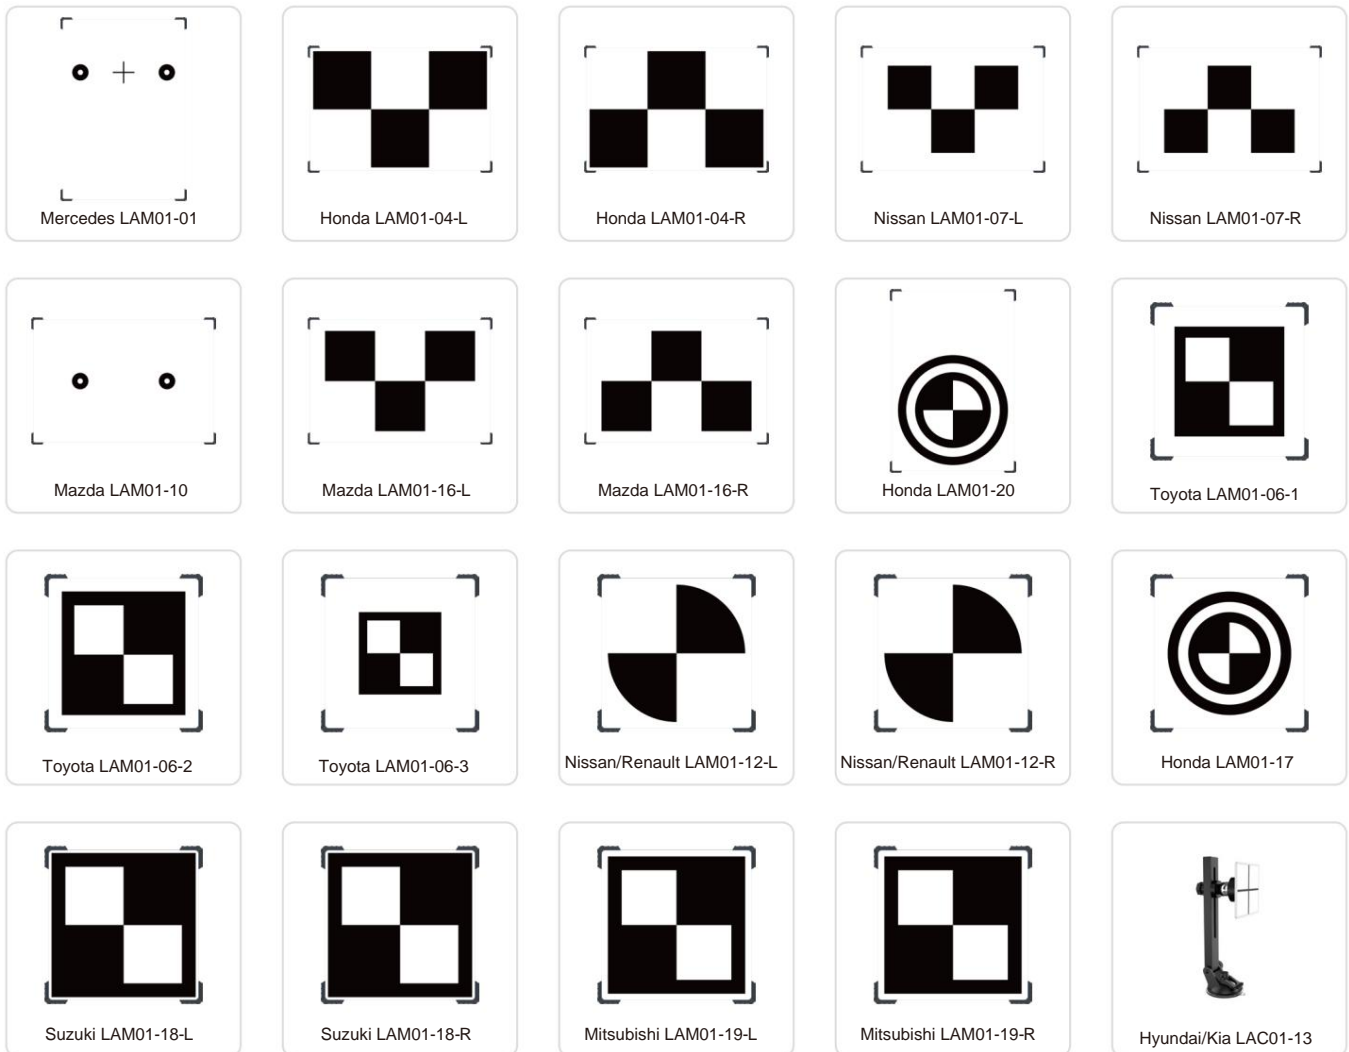 Mercedes LAM01-01
Honda LAM01-04-L
Honda LAM01-04-R
Nissan LAM01-07-L
Nissan LAM01-07-R
Mazda LAM01-10
Mazda LAM01-16-L
Mazda LAM01-16-R
Honda LAM01-20
Toyota LAM01-06-1
Toyota LAM01-06-2
Toyota LAM01-06-3
Nissan/Renault LAM01-12-L
Nissan/Renault LAM01-12-R
Honda LAM01-17
Suzuki LAM01-18-L
Suzuki LAM01-18-R
Mitsubishi LAM01-19-L
Mitsubishi LAM01-19-R
Hyundai/Kia LAC01-13